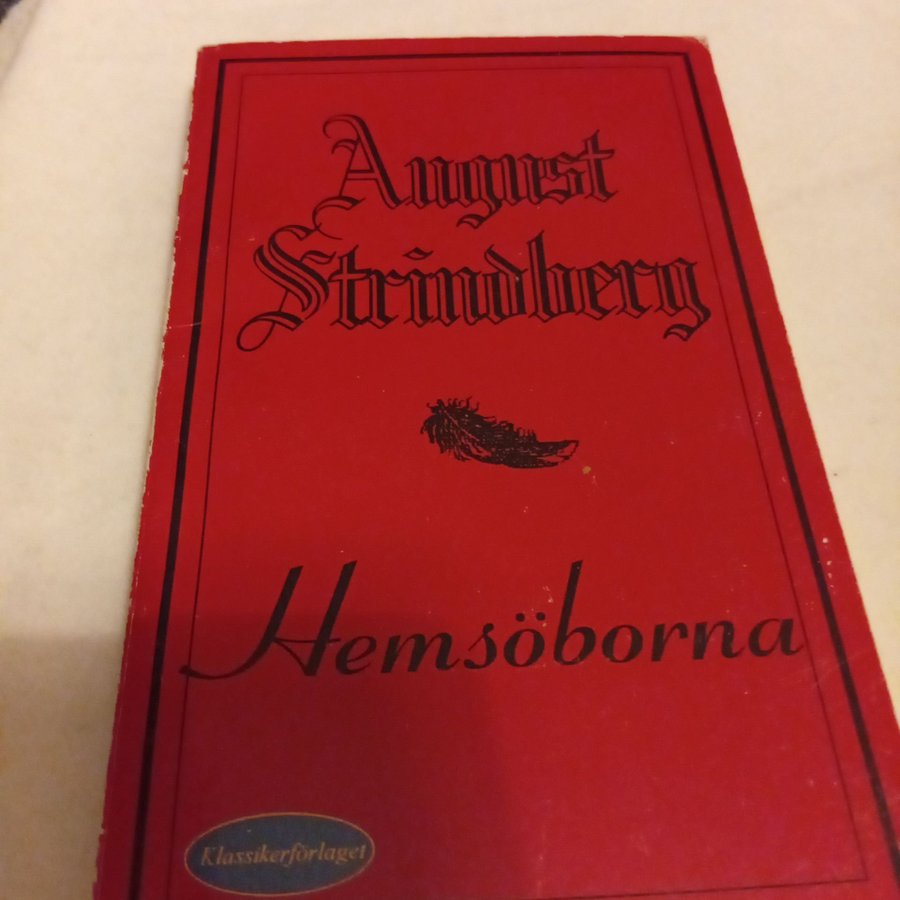 August
Strindberg
Hemsöborna
Klassikerförlaget